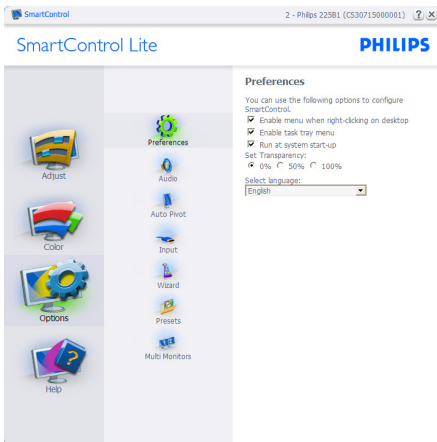 SmartControl
2 - Philips 225B1 (CS30715000001)
SmartControl Lite
PHILIPS
Adjust
Color
Options
Help
Preferences
Audio
Auto Pivot
Input
Wizard
Presets
Multi Monitors
Preferences
You can use the following options to configure
SmartControl.
Enable menu when right-clicking on desktop
Enable task tray menu
Run at system start-up
Set Transparency:
0% 50% 100%
Select language:
English